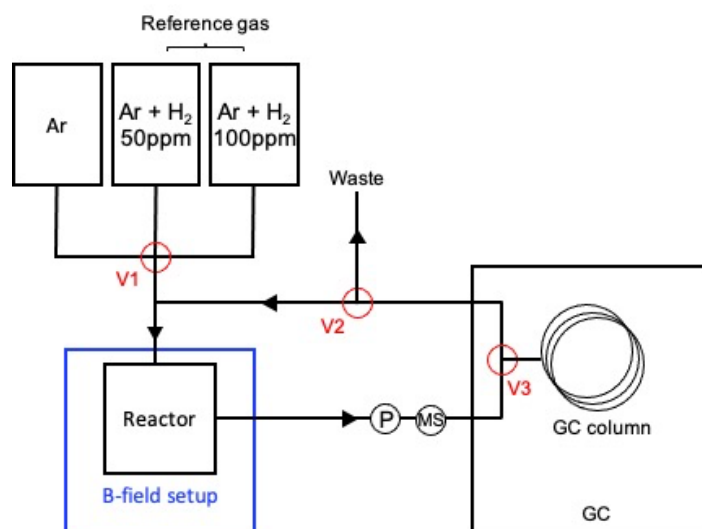 Reference gas
Ar
Ar + H₂
50ppm
Ar + H₂
100ppm
Waste
V1
V2
V3
Reactor
P
MS
GC column
B-field setup
GC